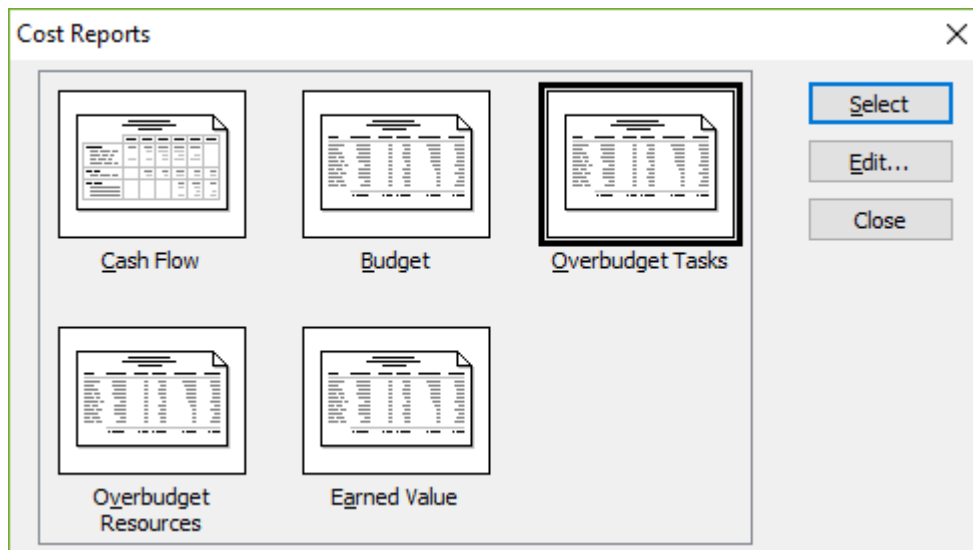 Cost Reports
Select
Edit...
Close
Cash Flow
Budget
Overbudget Tasks
Overbudget
Resources
Earned Value